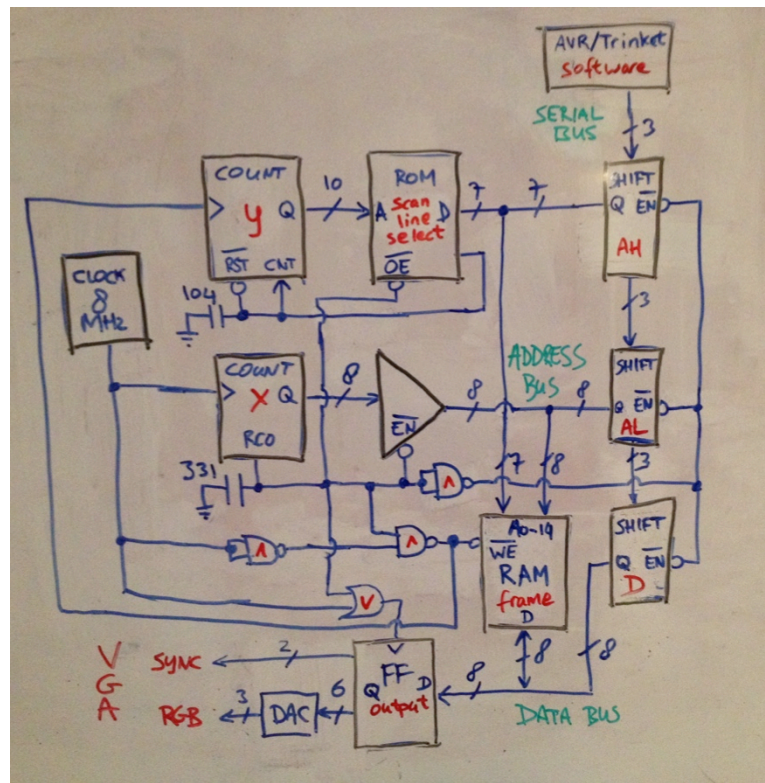 AVR/Trinket
software
SERIAL
BUS
3
COUNT
y Q
RST CNT
10
ROM
A scan D
line
select
OE
7
7
SHIFT
Q EN
AH
CLOCK
8
MHz
104
3
COUNT
X Q
RCO
8
EN
8
ADDRESS
BUS
8
SHIFT
Q EN
AL
331
7
8
3
Λ
Λ
Λ
V
A0-14
WE
RAM
frame
D
SHIFT
Q EN
D
8
8
8
V
G
A
SYNC
2
RGB
3
DAC
6
FF
Q D
output
DATA BUS